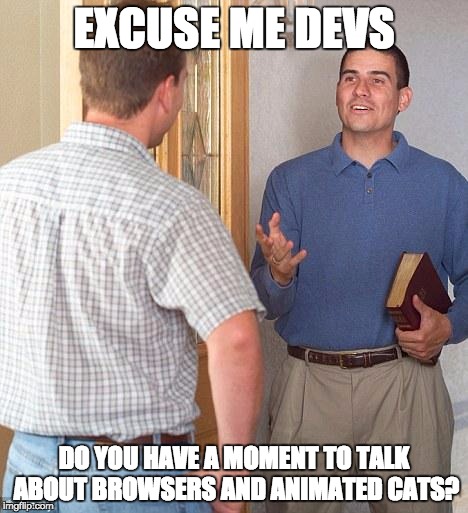 EXCUSE ME DEVS
DO YOU HAVE A MOMENT TO TALK
ABOUT BROWSERS AND ANIMATED CATS?
imgflip.com